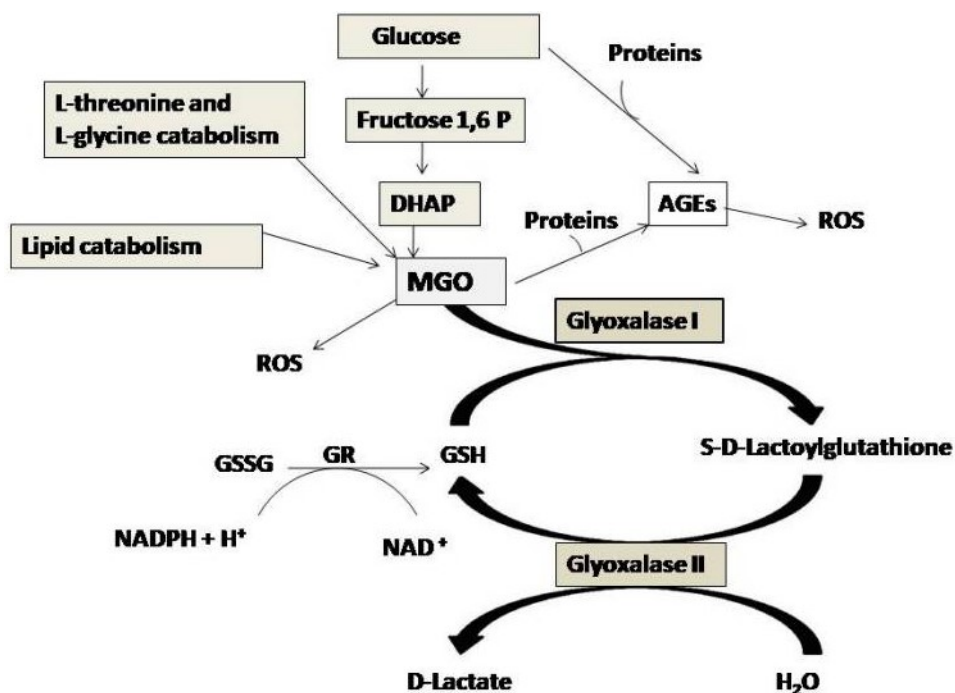 Glucose
Proteins
L-threonine and
L-glycine catabolism
Fructose 1,6 P
DHAP
AGEs
Proteins
ROS
Lipid catabolism
MGO
Glyoxalase I
ROS
GSSG
GR
GSH
S-D-Lactoylglutathione
NADPH + H⁺
NAD⁺
Glyoxalase II
D-Lactate
H₂O